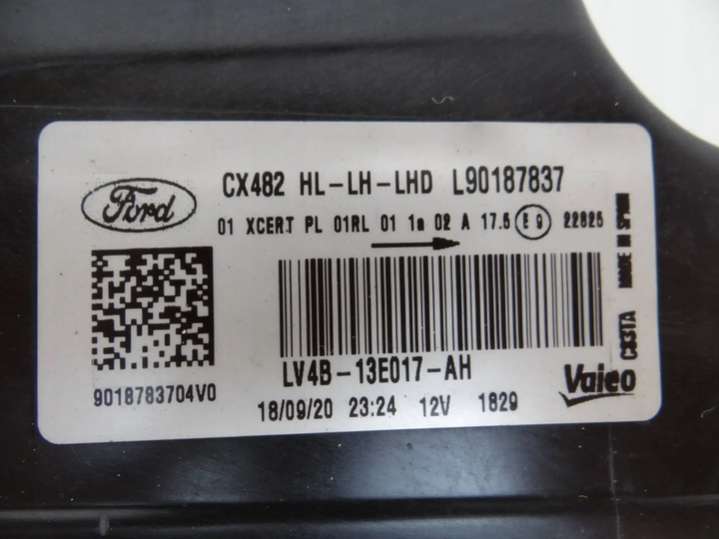 Ford
CX482 HL-LH-LHD L90187837
01 XCERT PL 01RL 01 1a 02 A 17.5 E9 22825
LV4B-13E017-AH
9018783704V0
18/09/20 23:24 12V 1829
Valeo
C331TA
MADE IN SPAIN